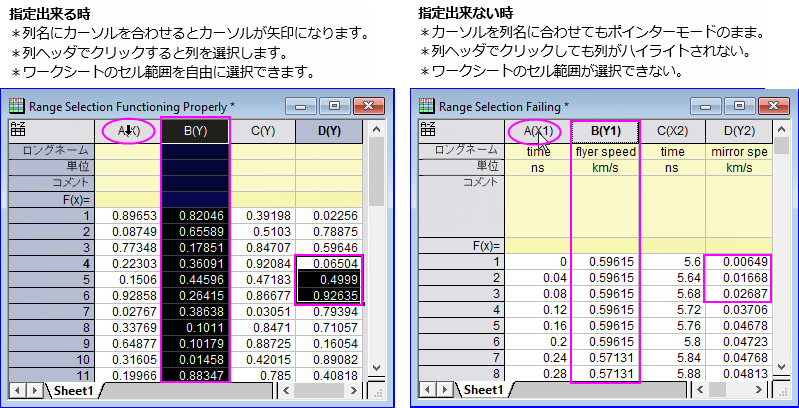 指定出来る時
＊列名にカーソルを合わせるとカーソルが矢印になります。
＊列ヘッダでクリックすると列を選択します。
＊ワークシートのセル範囲を自由に選択できます。
Range Selection Functioning Properly *
A(X) B(Y) C(Y) D(Y)
ロングネーム
単位
コメント
F(x)=
1 0.89653 0.82046 0.39198 0.02256
2 0.08749 0.65589 0.5103 0.78875
3 0.77348 0.17851 0.84707 0.59646
4 0.22303 0.36091 0.92084 0.06504
5 0.1506 0.44596 0.47183 0.4999
6 0.92858 0.26415 0.86677 0.92635
7 0.02767 0.38638 0.03051 0.79394
8 0.33769 0.1011 0.8471 0.71057
9 0.64877 0.10179 0.88725 0.16054
10 0.31605 0.01458 0.42015 0.89082
11 0.19966 0.88347 0.785 0.40818
Sheet1
指定出来ない時
＊カーソルを列名に合わせてもポインターモードのまま。
＊列ヘッダでクリックしても列がハイライトされない。
＊ワークシートのセル範囲が選択できない。
Range Selection Failing *
A(X1) B(Y1) C(X2) D(Y2)
ロングネーム time flyer speed time mirror spe
単位 ns km/s ns km/s
コメント
F(x)=
1 0 0.59615 5.6 0.00649
2 0.04 0.59615 5.64 0.01668
3 0.08 0.59615 5.68 0.02687
4 0.12 0.59615 5.72 0.03706
5 0.16 0.59615 5.76 0.04678
6 0.2 0.59615 5.8 0.04723
7 0.24 0.57131 5.84 0.04768
8 0.28 0.57131 5.88 0.04813
Sheet1